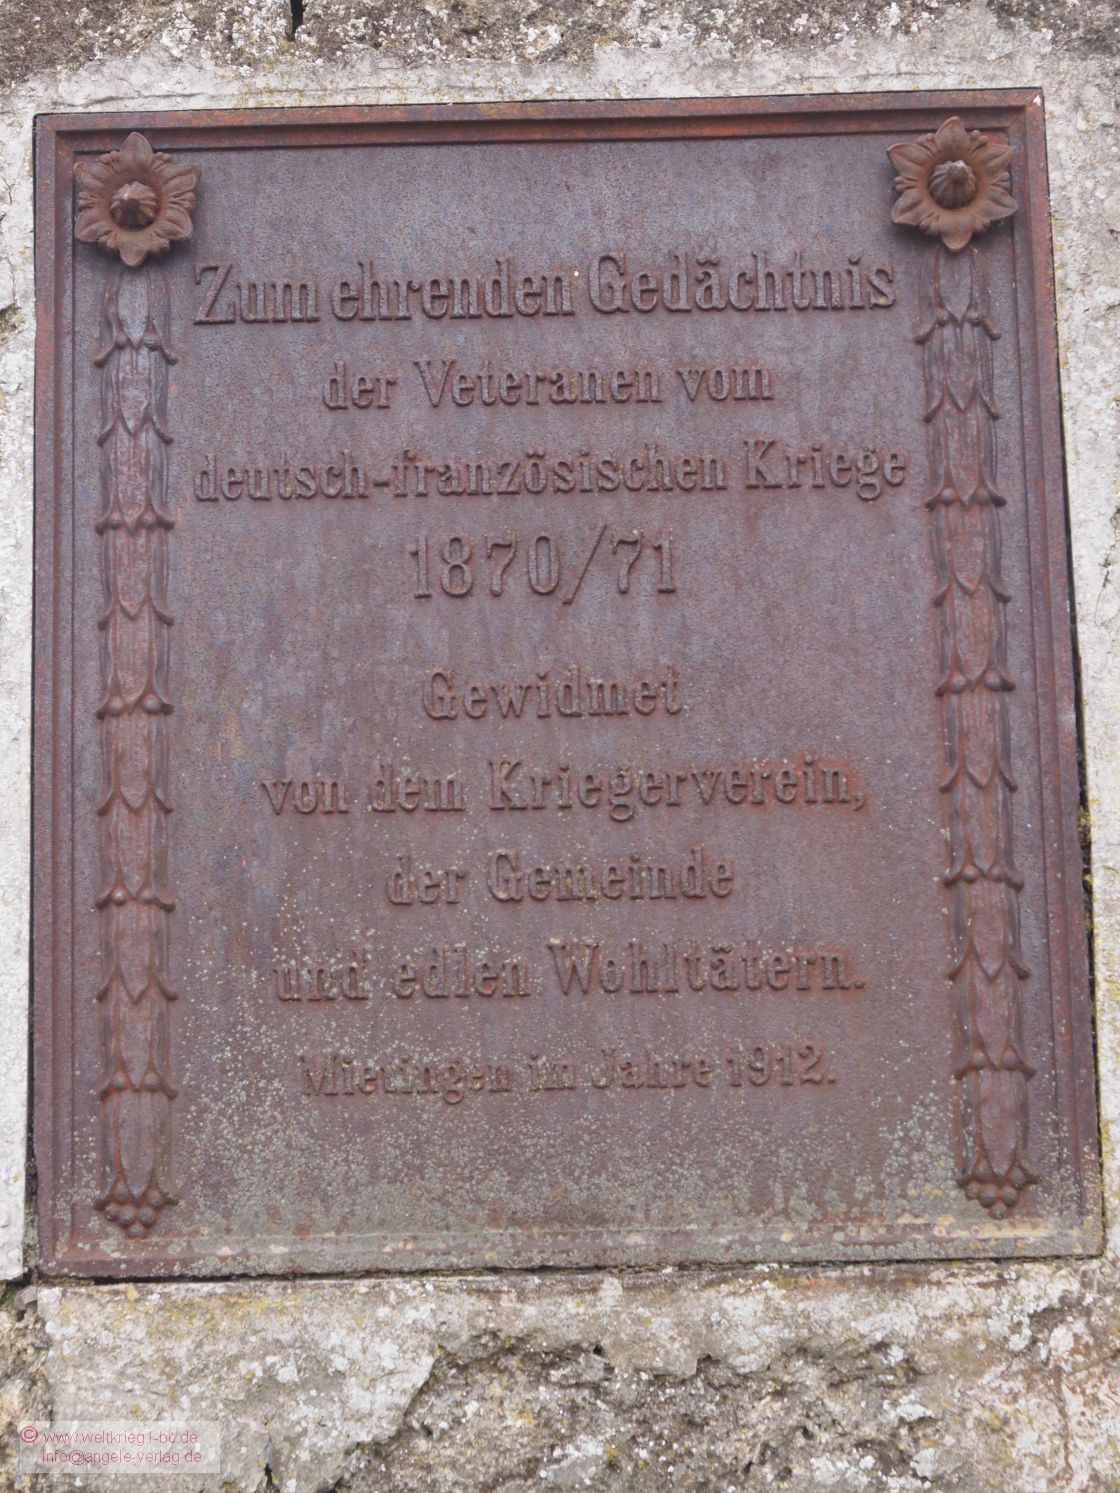 Zum ehrenden Gedächtnis
der Veteranen vom
deutsch-französischen Kriege
1870/71
Gewidmet
von dem Kriegerverein,
der Gemeinde
und edlen Wohltätern.
Mietingen im Jahre 1912.
© www.weltkrieg1-bc.de
info@angele-verlag.de